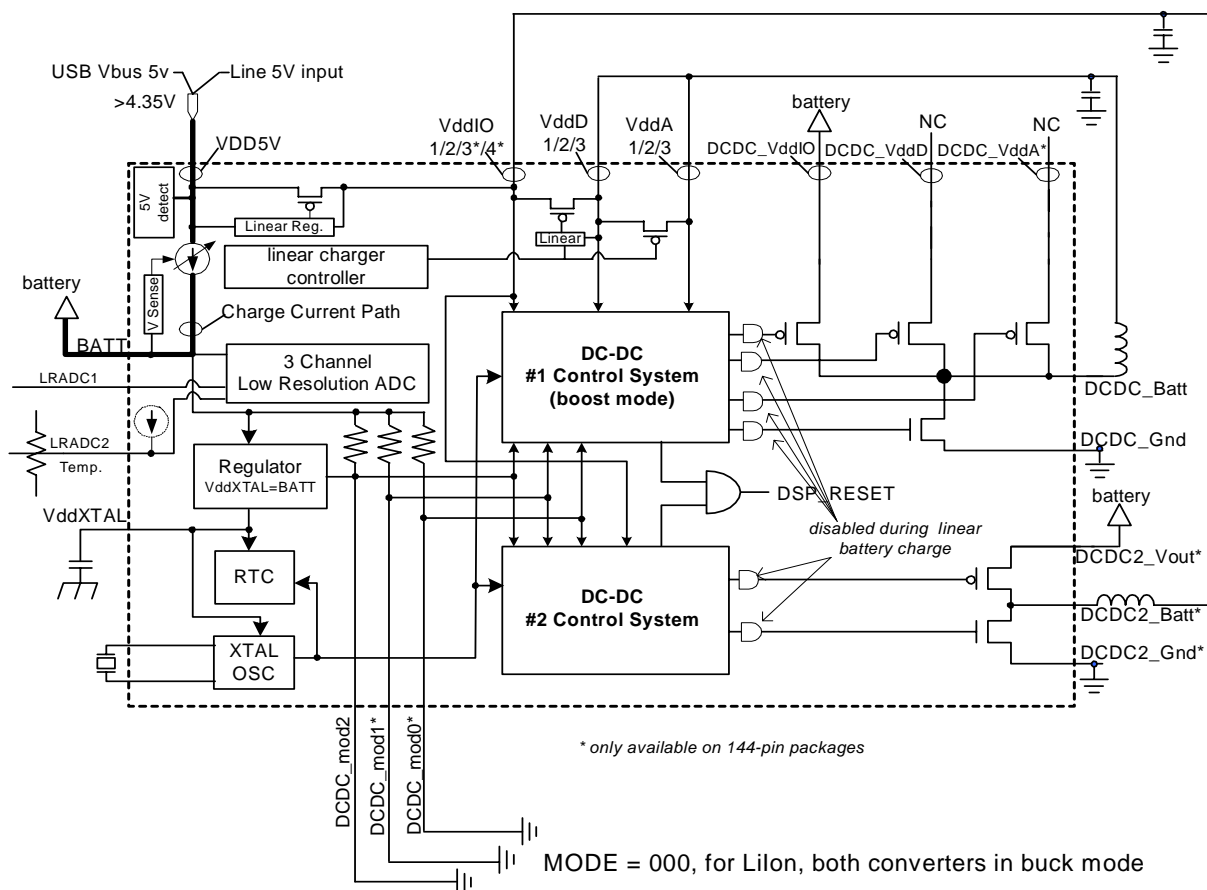 USB Vbus 5v
Line 5V input
>4.35V
VDD5V
VddIO
1/2/3*/4*
VddD
1/2/3
VddA
1/2/3
battery
NC
NC
DCDC_VddIO
DCDC_VddD
DCDC_VddA*
5V
detect
Linear Reg.
Linear
linear charger
controller
battery
V Sense
Charge Current Path
BATT
3 Channel
Low Resolution ADC
LRADC1
LRADC2
Temp.
DC-DC
#1 Control System
(boost mode)
DCDC_Batt
DCDC_Gnd
Regulator
VddXTAL=BATT
VddXTAL
DSP_RESET
disabled during linear
battery charge
battery
RTC
DC-DC
#2 Control System
DCDC2_Vout*
DCDC2_Batt*
DCDC2_Gnd*
XTAL
OSC
DCDC_mod2
DCDC_mod1*
DCDC_mod0*
* only available on 144-pin packages
MODE = 000, for LiIon, both converters in buck mode